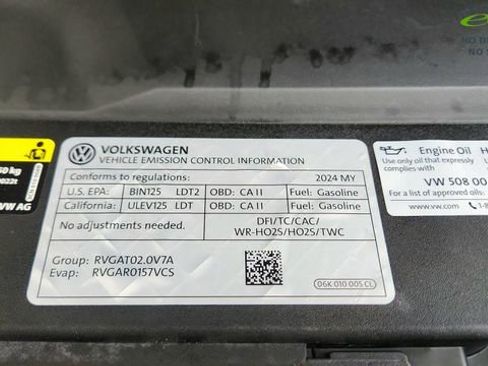 VOLKSWAGEN
VEHICLE EMISSION CONTROL INFORMATION
Conforms to regulations: 2024 MY
U.S. EPA: BIN125 LDT2 OBD: CA II Fuel: Gasoline
California: ULEV125 LDT OBD: CA II Fuel: Gasoline
No adjustments needed. DFI/TC/CAC/
WR-HO2S/HO2S/TWC
Group: RVGAT02.0V7A
Evap: RVGAR0157VCS
06K 010 005 CL
kg
VW AG
Engine Oil
Use only oil that expressly
complies with
VW 508 00
For a list of approved oils
NO
NO